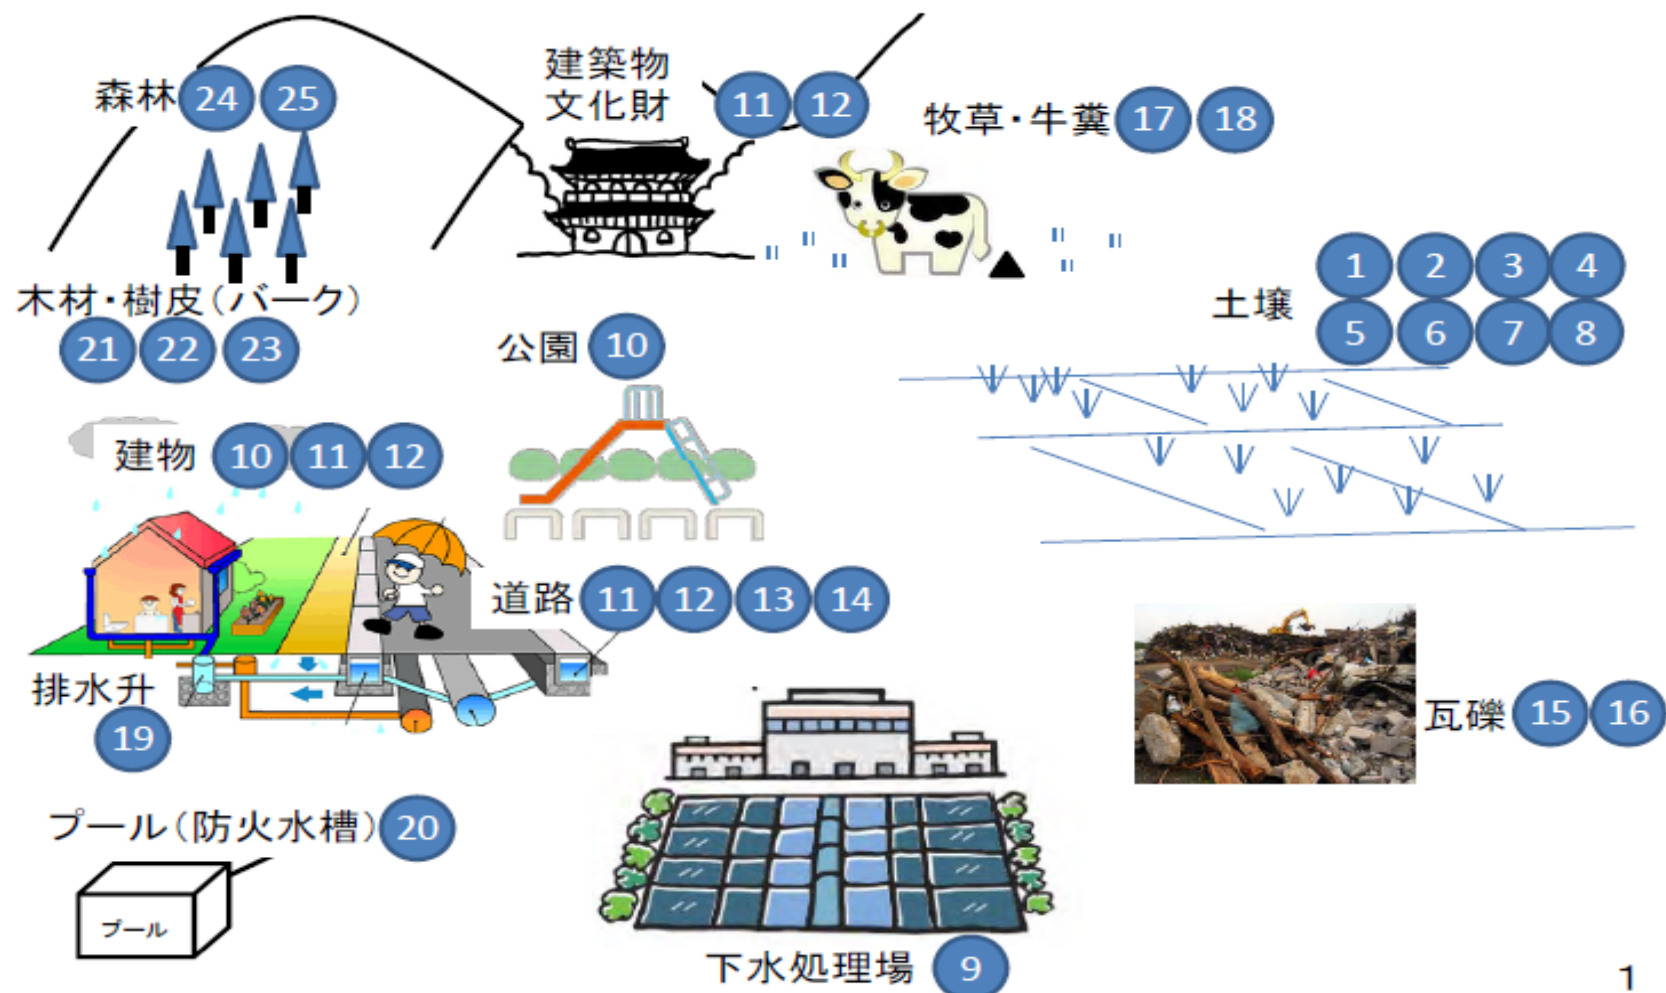 建築物
文化財 11 12
森林 24 25
牧草・牛糞 17 18
土壌
1 2 3 4
5 6 7 8
木材・樹皮(バーク)
21 22 23
公園 10
建物 10 11 12
道路 11 12 13 14
排水升
19
瓦礫 15 16
プール(防火水槽) 20
プール
下水処理場 9
1